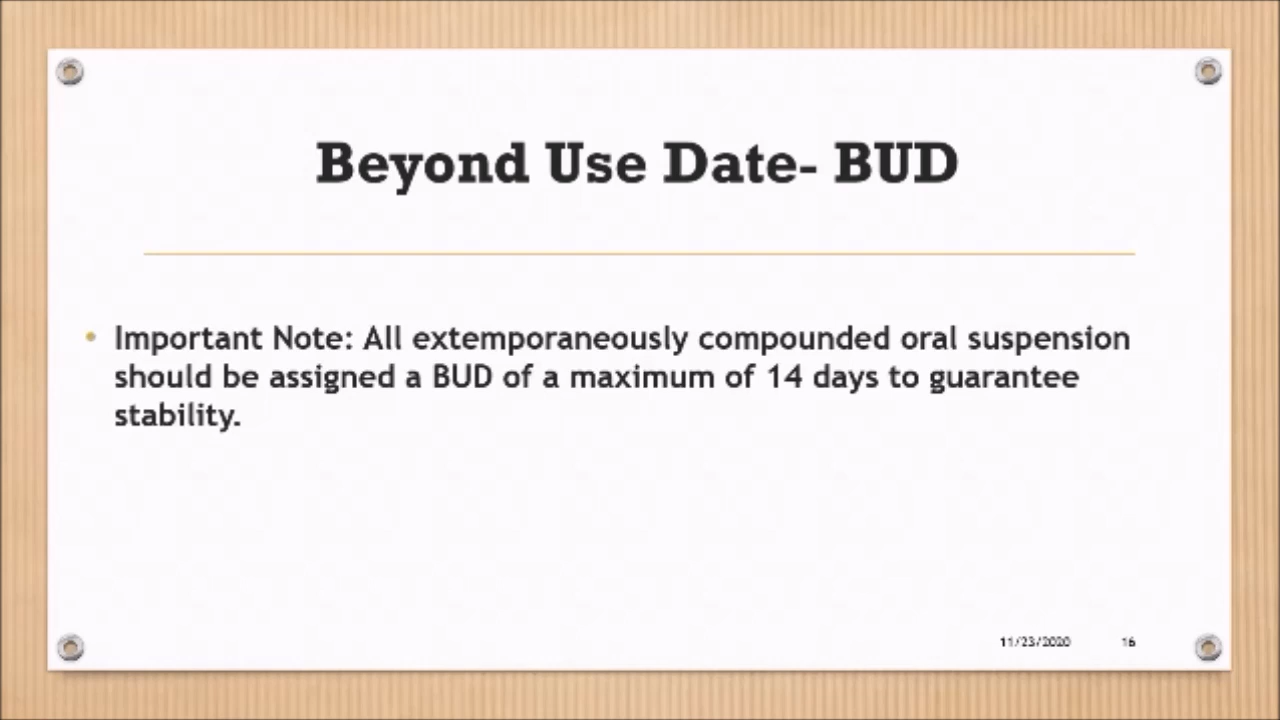 Beyond Use Date- BUD
• Important Note: All extemporaneously compounded oral suspension
should be assigned a BUD of a maximum of 14 days to guarantee
stability.
11/23/2020 16